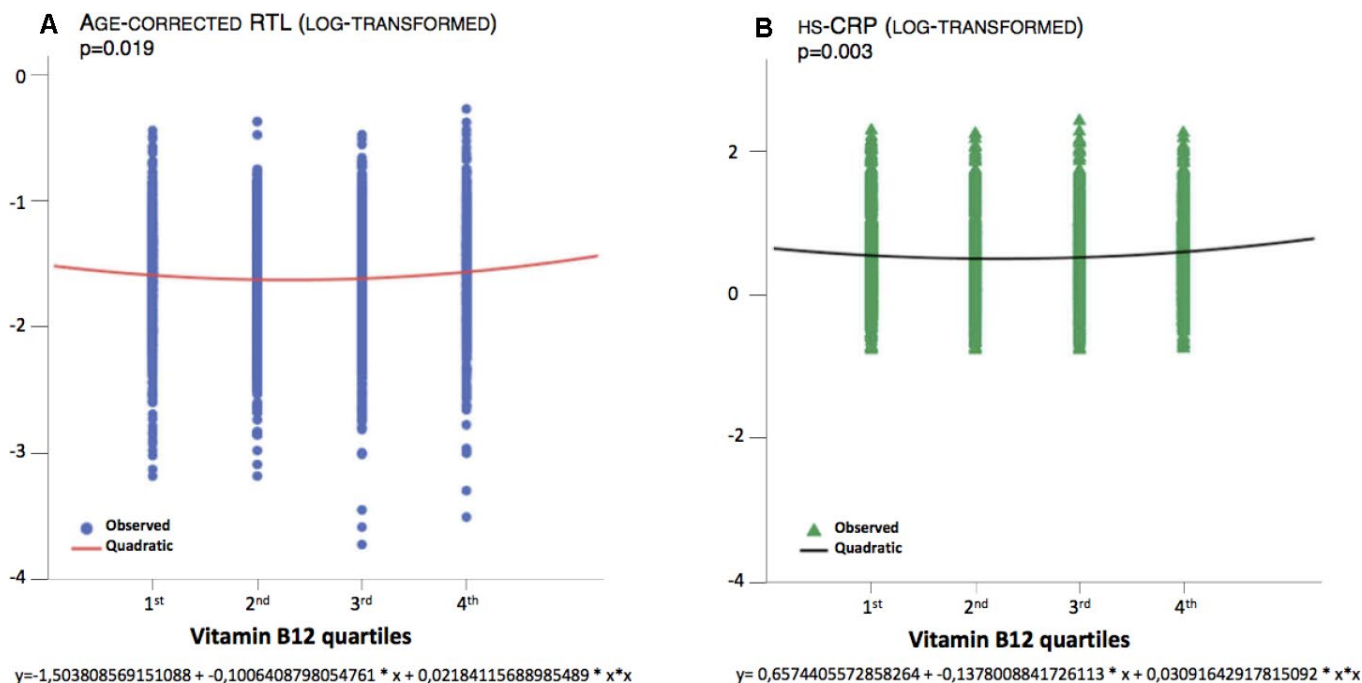 A AGE-CORRECTED RTL (LOG-TRANSFORMED)
p=0.019
0
-1
-2
-3
-4
Observed
Quadratic
1st 2nd 3rd 4th
Vitamin B12 quartiles
y=-1,503808569151088 + -0,1006408798054761 * x + 0,02184115688985489 * x*x
B HS-CRP (LOG-TRANSFORMED)
p=0.003
2
0
-2
-4
Observed
Quadratic
1st 2nd 3rd 4th
Vitamin B12 quartiles
y= 0,6574405572858264 + -0,13780088841726113 * x + 0,03091642917815092 * x*x